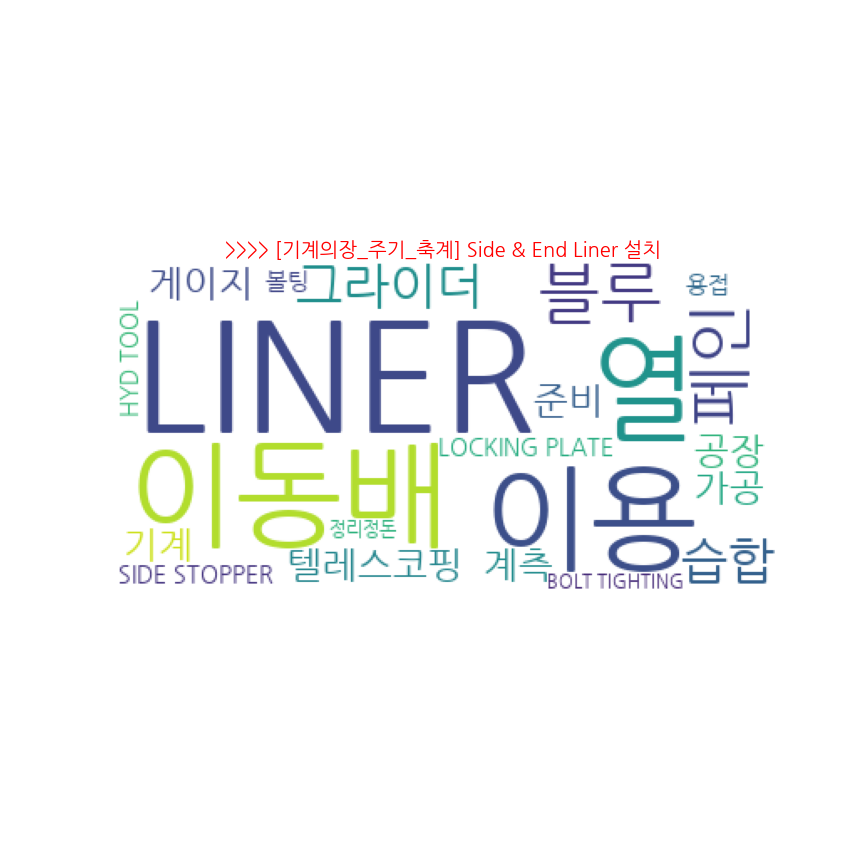 >>>> [기계의장_주기_축계] Side & End Liner 설치
게이지 볼팅 그라이더 블루 용접
HYD TOOL LINER 열 페인
준비
LOCKING PLATE 공장
이동배 이용 가공
정리정돈
기계 텔레스코핑 계측 습합
SIDE STOPPER BOLT TIGHTING